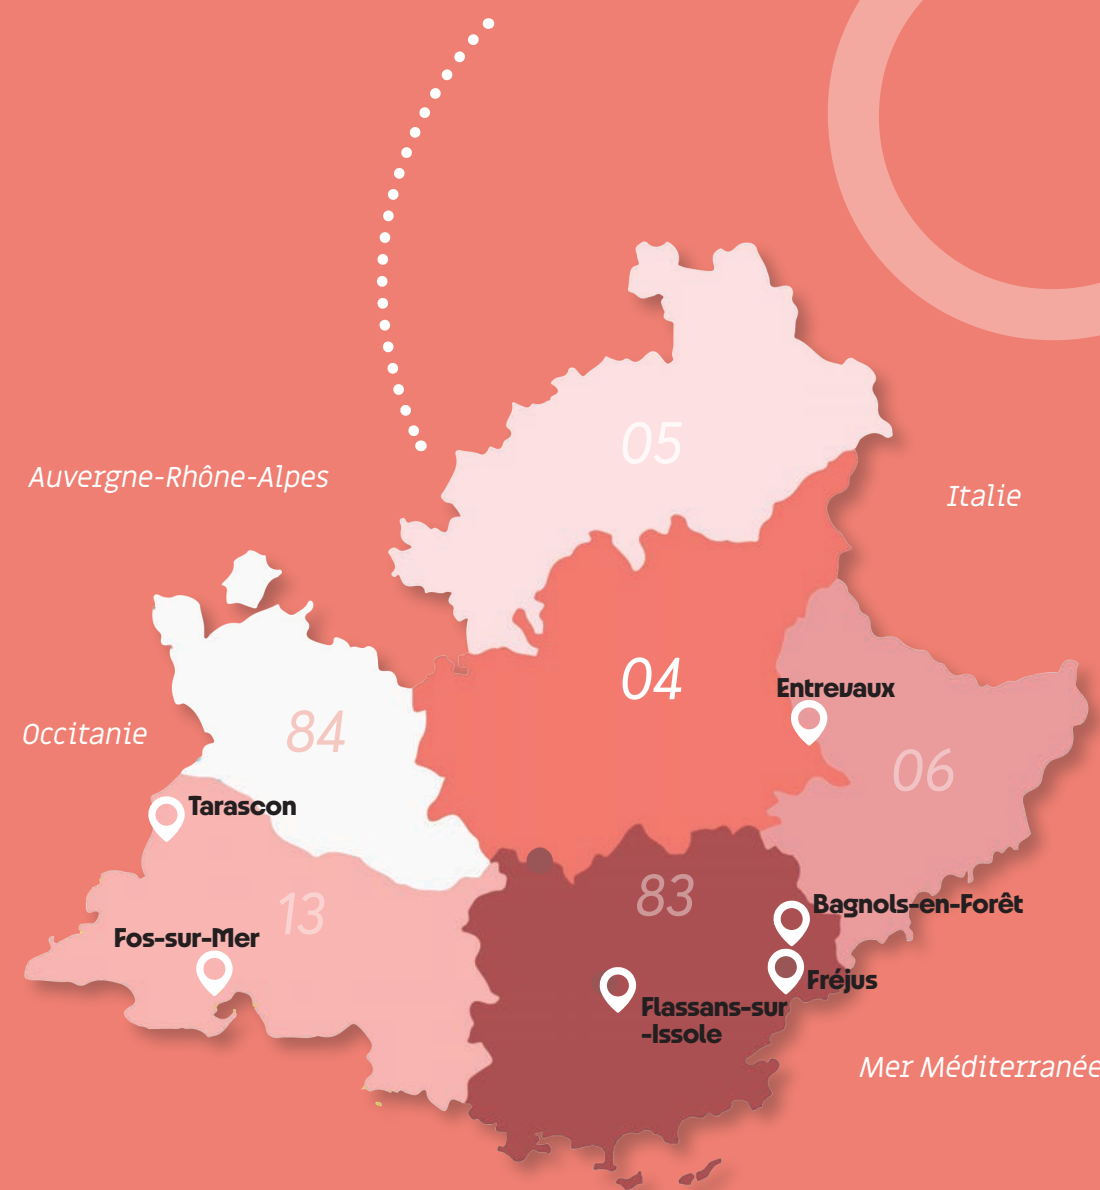 05
Auvergne-Rhône-Alpes
Italie
04
Entrevaux
84
Occitanie
06
Tarascon
83
13
Bagnols-en-Forêt
Fos-sur-Mer
Fréjus
Flassans-sur
-Issole
Mer Méditerranée